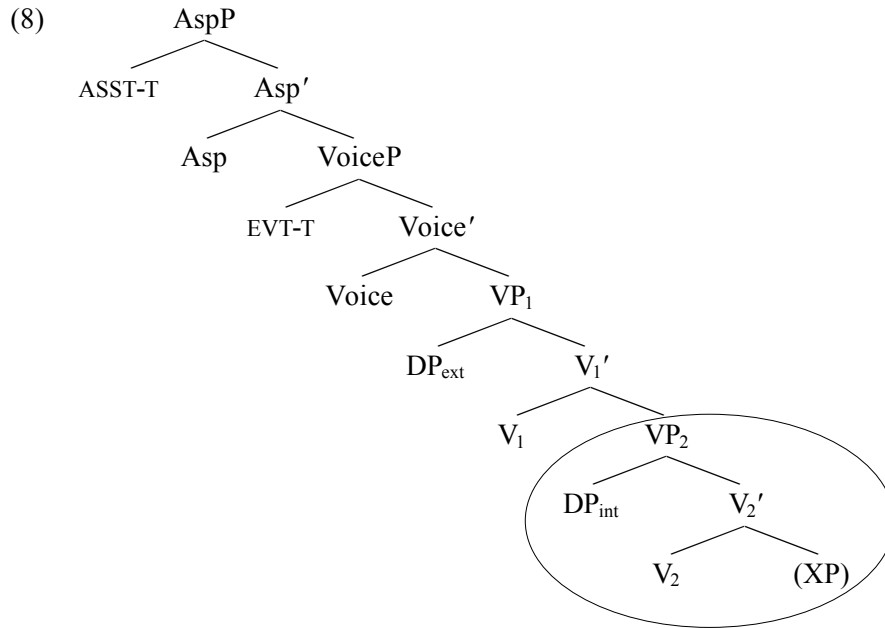 (8) AspP
ASST-T Asp′
Asp VoiceP
EVT-T Voice′
Voice VP₁
DPₑₓₜ V₁′
V₁ VP₂
DPᵢₙₜ V₂′
V₂ (XP)